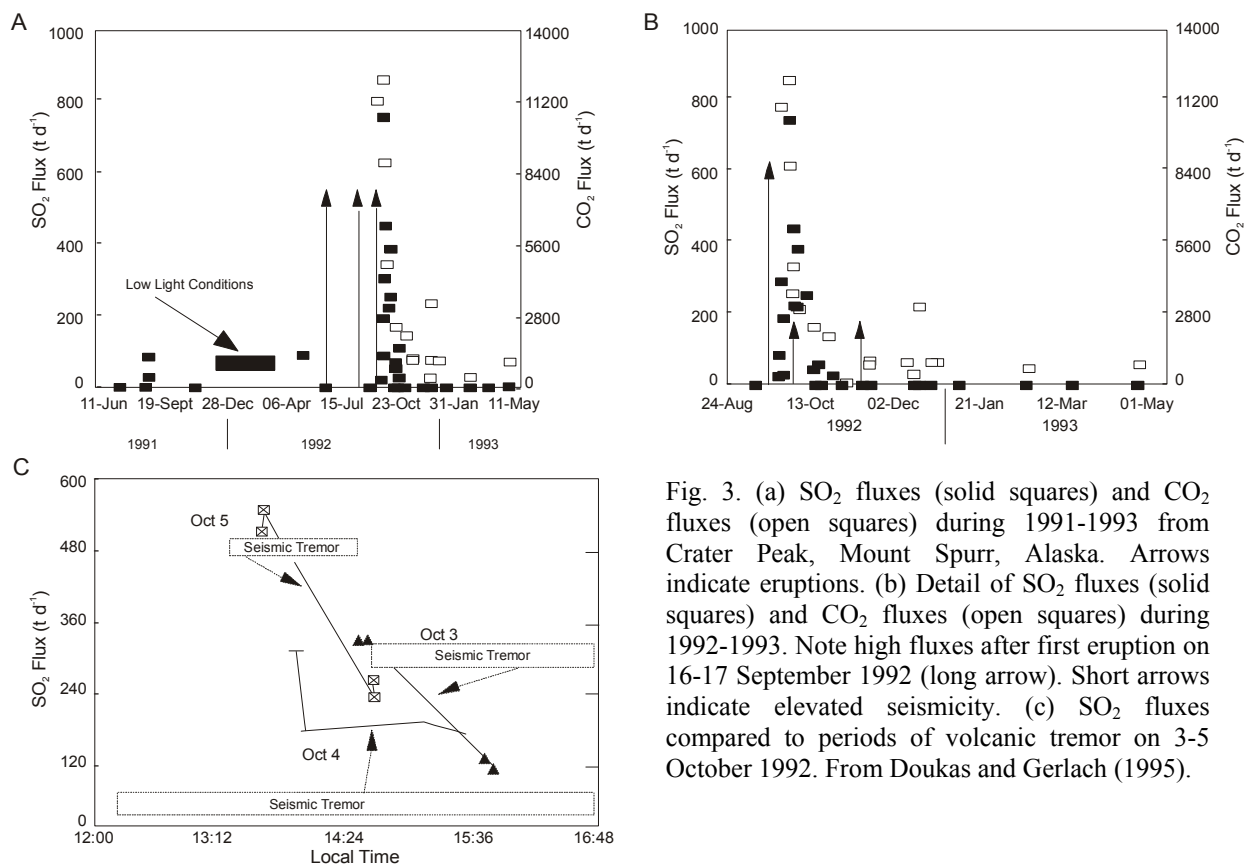 A
1000
800
600
400
200
0
SO₂ Flux (t d⁻¹)
14000
11200
8400
5600
2800
0
CO₂ Flux (t d⁻¹)
Low Light Conditions
11-Jun 19-Sept 28-Dec 06-Apr 15-Jul 23-Oct 31-Jan 11-May
1991 1992 1993
B
1000
800
600
400
200
0
SO₂ Flux (t d⁻¹)
14000
11200
8400
5600
2800
0
CO₂ Flux (t d⁻¹)
24-Aug 13-Oct 02-Dec 21-Jan 12-Mar 01-May
1992 1993
C
600
480
360
240
120
0
SO₂ Flux (t d⁻¹)
Oct 5
Seismic Tremor
Oct 3
Seismic Tremor
Oct 4
Seismic Tremor
12:00 13:12 14:24 15:36 16:48
Local Time
Fig. 3. (a) SO₂ fluxes (solid squares) and CO₂
fluxes (open squares) during 1991-1993 from
Crater Peak, Mount Spurr, Alaska. Arrows
indicate eruptions. (b) Detail of SO₂ fluxes (solid
squares) and CO₂ fluxes (open squares) during
1992-1993. Note high fluxes after first eruption on
16-17 September 1992 (long arrow). Short arrows
indicate elevated seismicity. (c) SO₂ fluxes
compared to periods of volcanic tremor on 3-5
October 1992. From Doukas and Gerlach (1995).